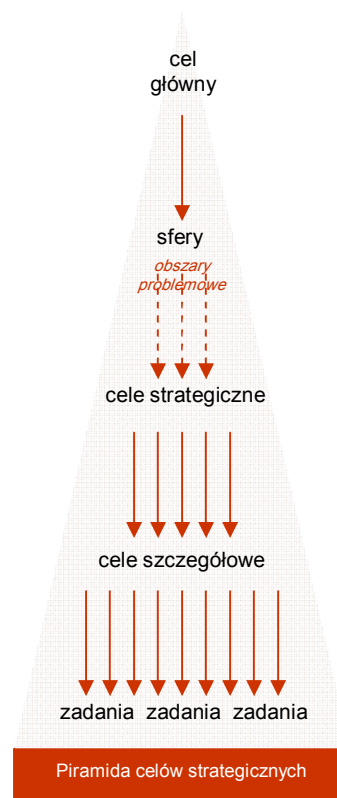 cel
główny
sfery
obszary
problemowe
cele strategiczne
cele szczegółowe
zadania zadania zadania
Piramida celów strategicznych